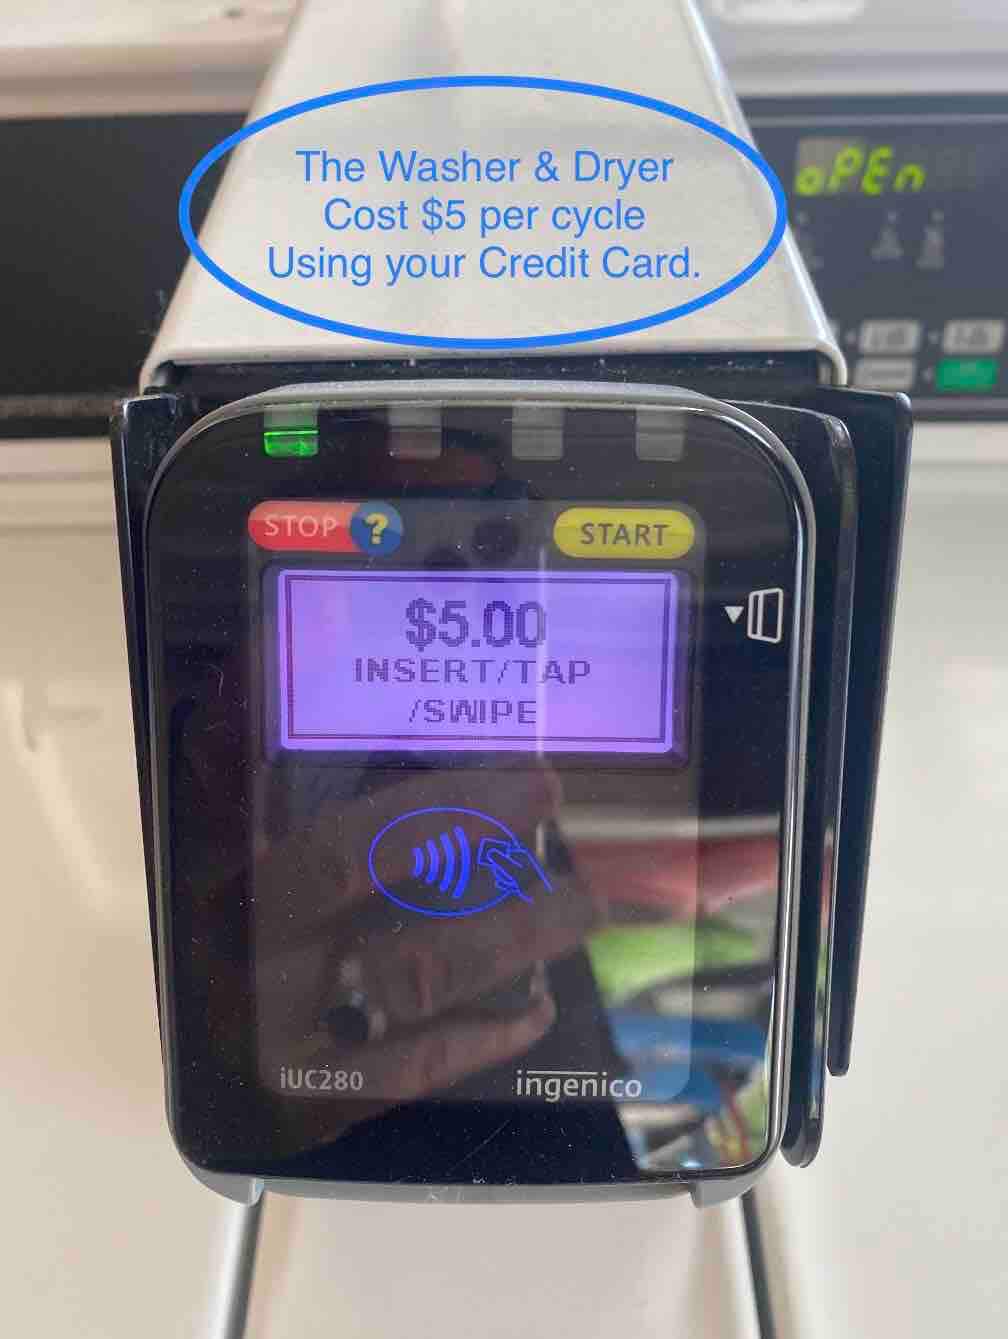 The Washer & Dryer
Cost $5 per cycle
Using your Credit Card.
oPEn
STOP ? START
$5.00
INSERT/TAP
/SWIPE
iUC280 ingenico